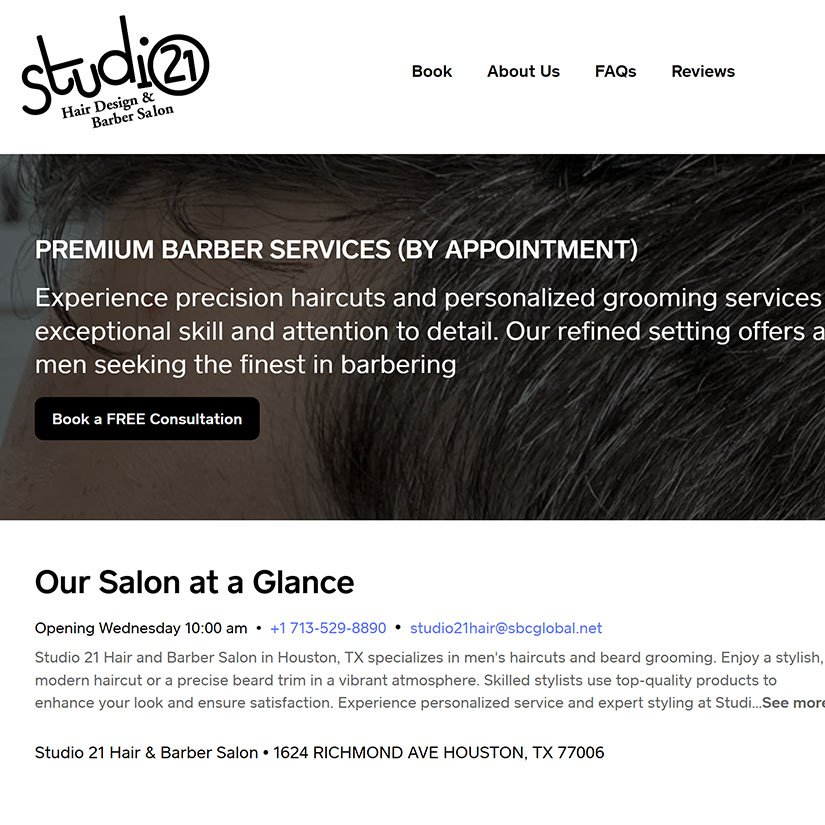 studio21
Hair Design &
Barber Salon
Book About Us FAQs Reviews
PREMIUM BARBER SERVICES (BY APPOINTMENT)
Experience precision haircuts and personalized grooming services
exceptional skill and attention to detail. Our refined setting offers a
men seeking the finest in barbering
Book a FREE Consultation
Our Salon at a Glance
Opening Wednesday 10:00 am • +1 713-529-8890 • studio21hair@sbcglobal.net
Studio 21 Hair and Barber Salon in Houston, TX specializes in men's haircuts and beard grooming. Enjoy a stylish,
modern haircut or a precise beard trim in a vibrant atmosphere. Skilled stylists use top-quality products to
enhance your look and ensure satisfaction. Experience personalized service and expert styling at Studi...See more
Studio 21 Hair & Barber Salon • 1624 RICHMOND AVE HOUSTON, TX 77006